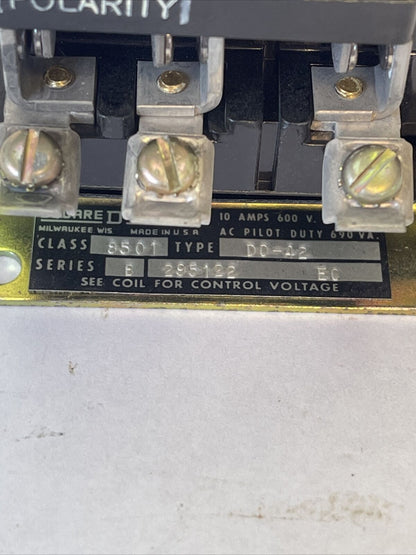 (POLARITY)
SQUARE D 10 AMPS 600 V.
MILWAUKEE WIS MADE IN U.S.A AC PILOT DUTY 690 VA.
CLASS 8501 TYPE DO-42
SERIES B 295122 EC
SEE COIL FOR CONTROL VOLTAGE